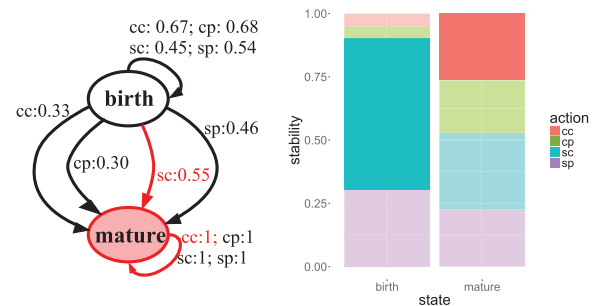 cc: 0.67; cp: 0.68
sc: 0.45; sp: 0.54
birth
cc:0.33
cp:0.30
sc:0.55
sp:0.46
mature
cc:1; cp:1
sc:1; sp:1
1.00
0.75
0.50
0.25
0.00
stability
birth
mature
state
action
cc
cp
sc
sp